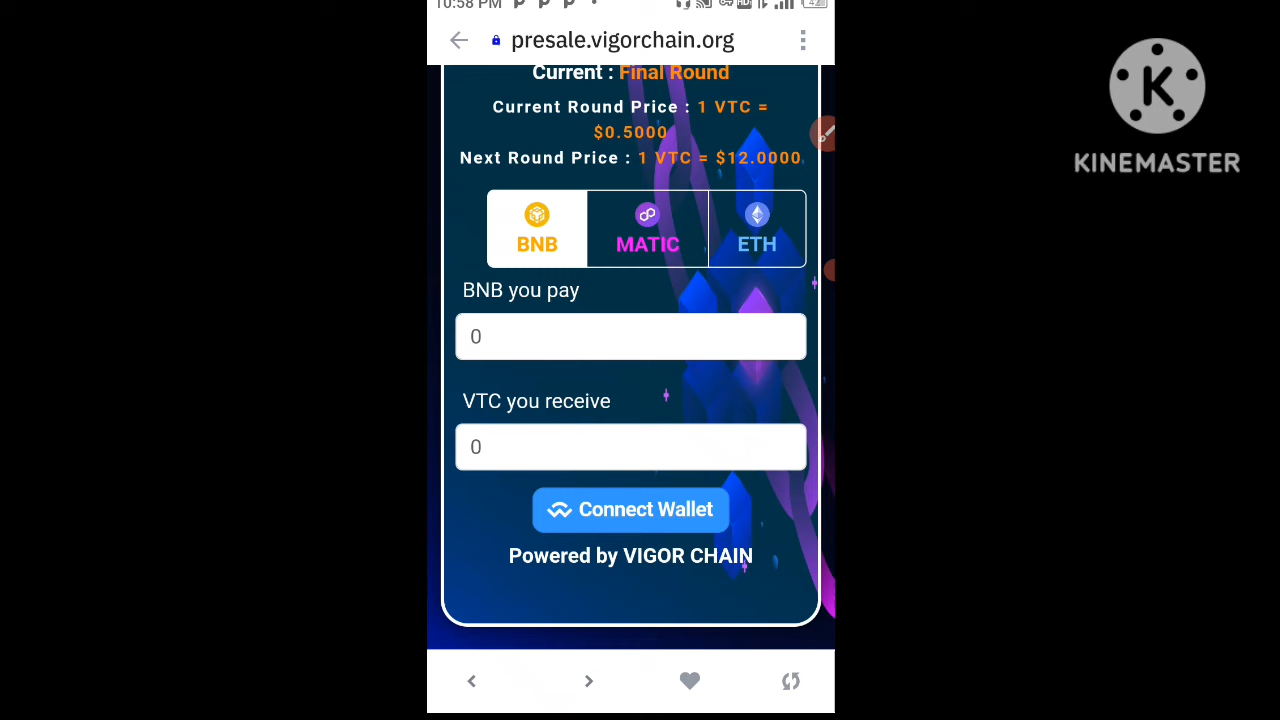 10:58 PM
presale.vigorchain.org
K
KINEMASTER
Current : Final Round
Current Round Price : 1 VTC =
$0.5000
Next Round Price : 1 VTC = $12.0000
BNB
MATIC
ETH
BNB you pay
0
VTC you receive
0
Connect Wallet
Powered by VIGOR CHAIN